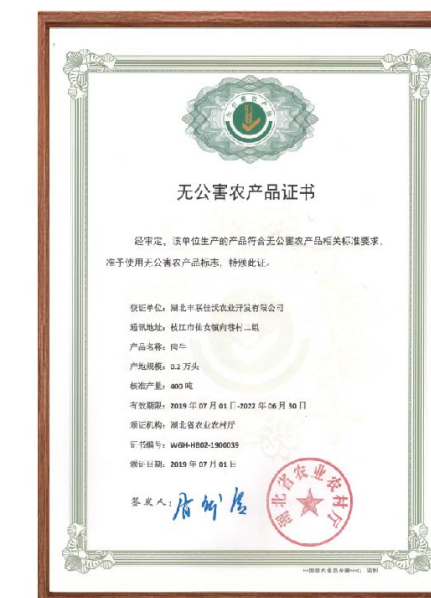 无公害农产品证书
经审定，该单位生产的产品符合无公害农产品相关标准要求，
准予使用无公害农产品标志，特颁此证。
获证单位：湖北丰联佳沃农业开发有限公司
通讯地址：枝江市仙女镇向巷村二组
产品名称：肉牛
产地规模：0.2 万头
核准产量：400 吨
有效期限：2019 年 07 月 01 日-2022 年 06 月 30 日
颁证机构：湖北省农业农村厅
证书编号：WGH-HB02-1900039
颁证日期：2019 年 07 月 01 日
签发人：
湖北省农业农村厅